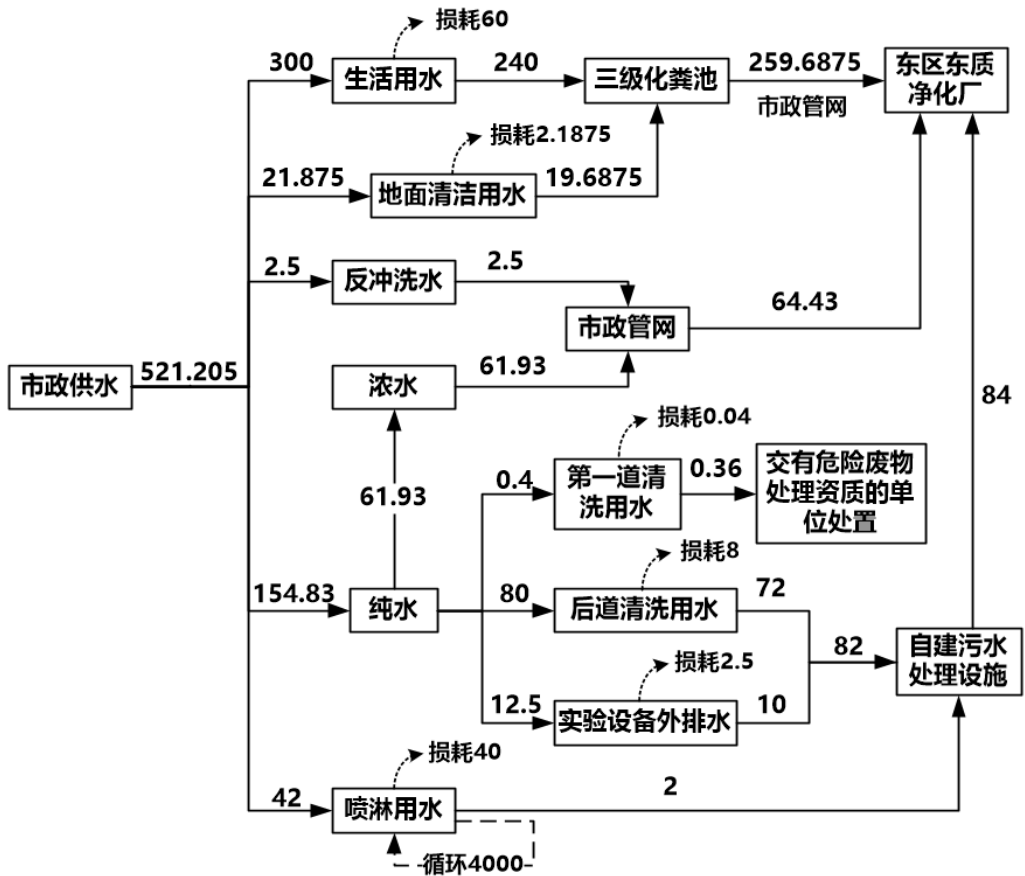 损耗60
300
生活用水
240
三级化粪池
259.6875
市政管网
东区东质
净化厂
损耗2.1875
21.875
地面清洁用水
19.6875
2.5
反冲洗水
2.5
市政管网
64.43
市政供水
521.205
浓水
61.93
84
损耗0.04
61.93
0.4
第一道清
洗用水
0.36
交有危险废物
处理资质的单
位处置
损耗8
154.83
纯水
80
后道清洗用水
72
82
自建污水
处理设施
损耗2.5
12.5
实验设备外排水
10
损耗40
42
喷淋用水
2
循环4000